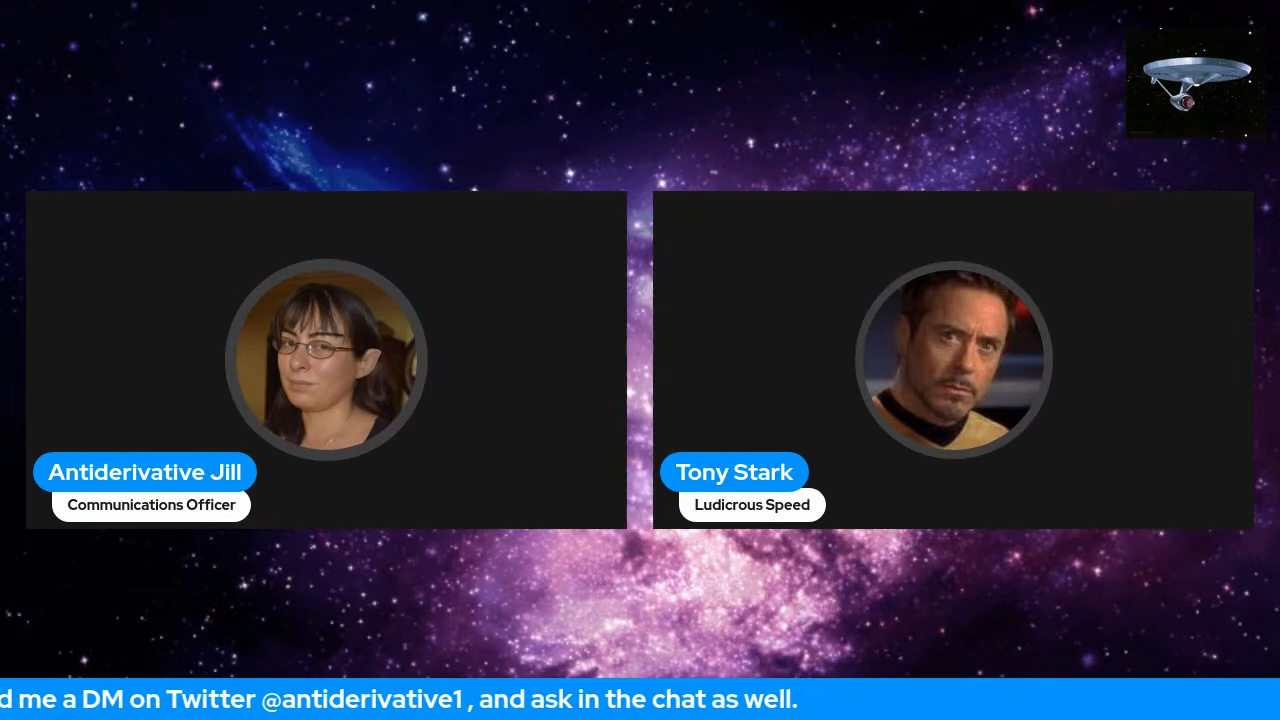 Antiderivative Jill
Communications Officer
Tony Stark
Ludicrous Speed
d me a DM on Twitter @antiderivative1 , and ask in the chat as well.